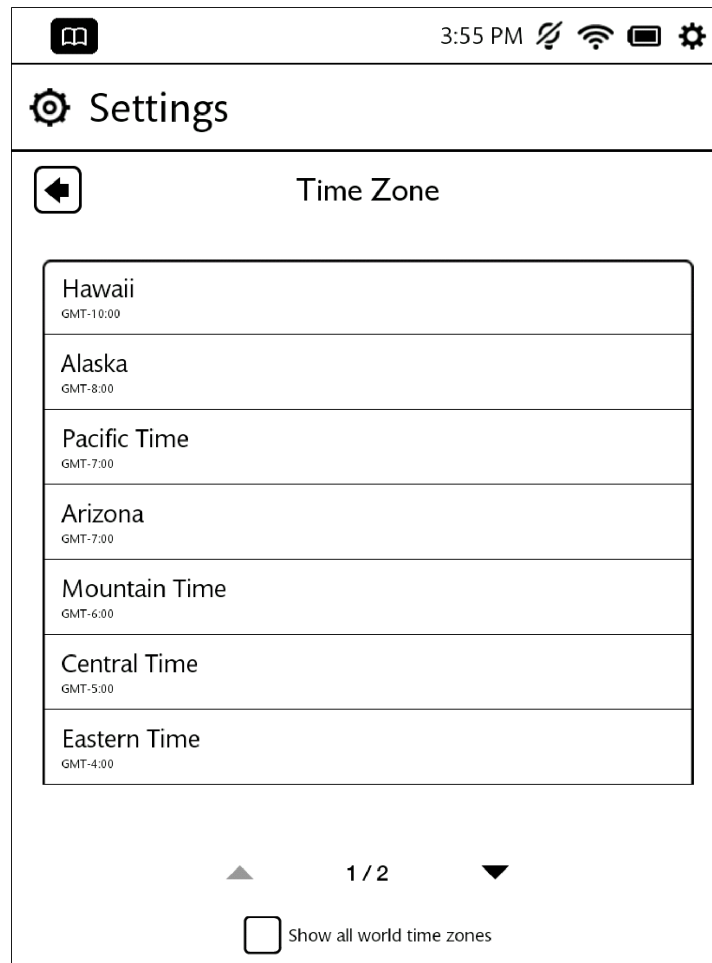 3:55 PM
Settings
Time Zone
Hawaii
GMT-10:00
Alaska
GMT-8:00
Pacific Time
GMT-7:00
Arizona
GMT-7:00
Mountain Time
GMT-6:00
Central Time
GMT-5:00
Eastern Time
GMT-4:00
1 / 2
Show all world time zones